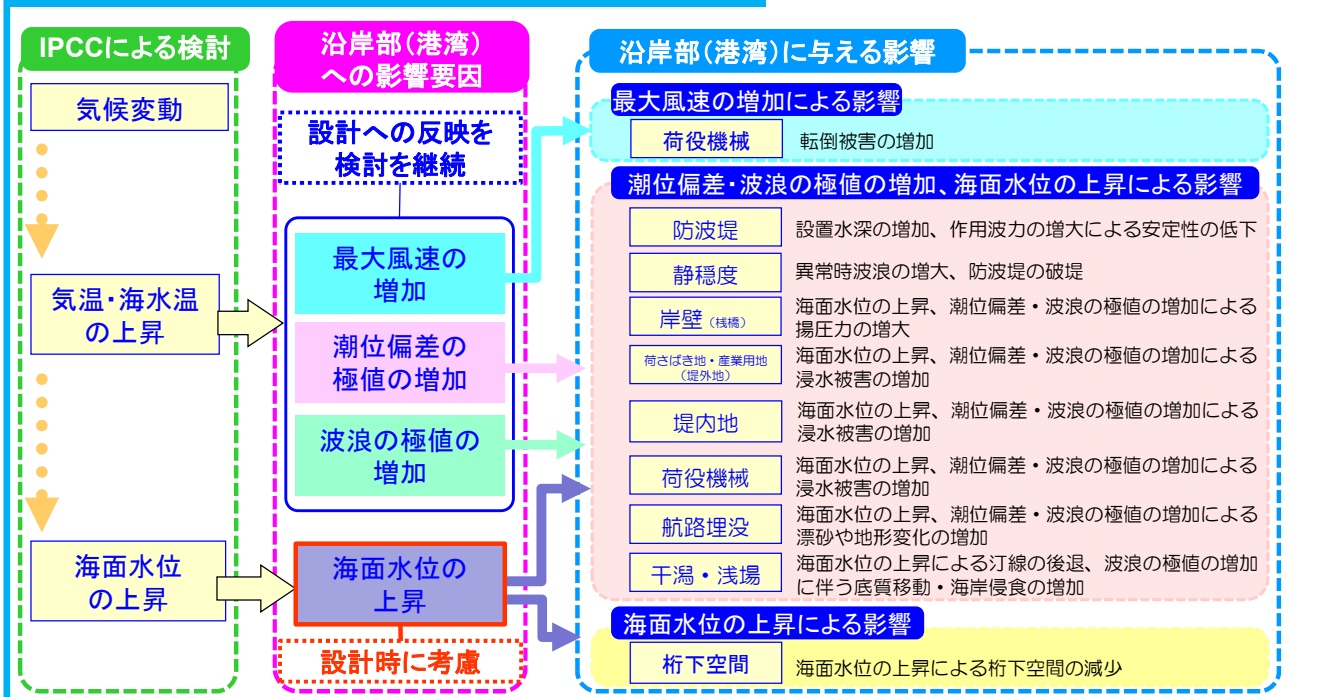 IPCCによる検討
気候変動
気温・海水温
の上昇
海面水位
の上昇
沿岸部（港湾）
への影響要因
設計への反映を
検討を継続
最大風速の
増加
潮位偏差の
極値の増加
波浪の極値の
増加
海面水位の
上昇
設計時に考慮
沿岸部（港湾）に与える影響
最大風速の増加による影響
荷役機械
転倒被害の増加
潮位偏差・波浪の極値の増加、海面水位の上昇による影響
防波堤
設置水深の増加、作用波力の増大による安定性の低下
静穏度
異常時波浪の増大、防波堤の破堤
岸壁（桟橋）
海面水位の上昇、潮位偏差・波浪の極値の増加による
揚圧力の増大
荷さばき地・産業用地
（堤外地）
海面水位の上昇、潮位偏差・波浪の極値の増加による
浸水被害の増加
堤内地
海面水位の上昇、潮位偏差・波浪の極値の増加による
浸水被害の増加
荷役機械
海面水位の上昇、潮位偏差・波浪の極値の増加による
浸水被害の増加
航路埋没
海面水位の上昇、潮位偏差・波浪の極値の増加による
漂砂や地形変化の増加
干潟・浅場
海面水位の上昇による汀線の後退、波浪の極値の増加
に伴う底質移動・海岸侵食の増加
海面水位の上昇による影響
桁下空間
海面水位の上昇による桁下空間の減少